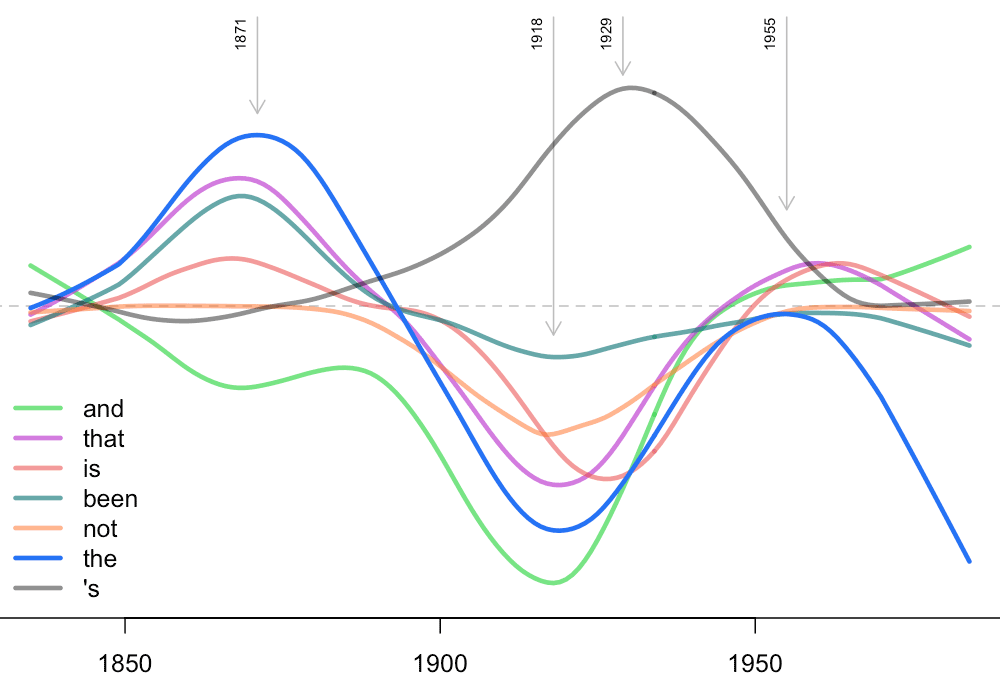 1871
1918
1929
1955
and
that
is
been
not
the
's
1850
1900
1950